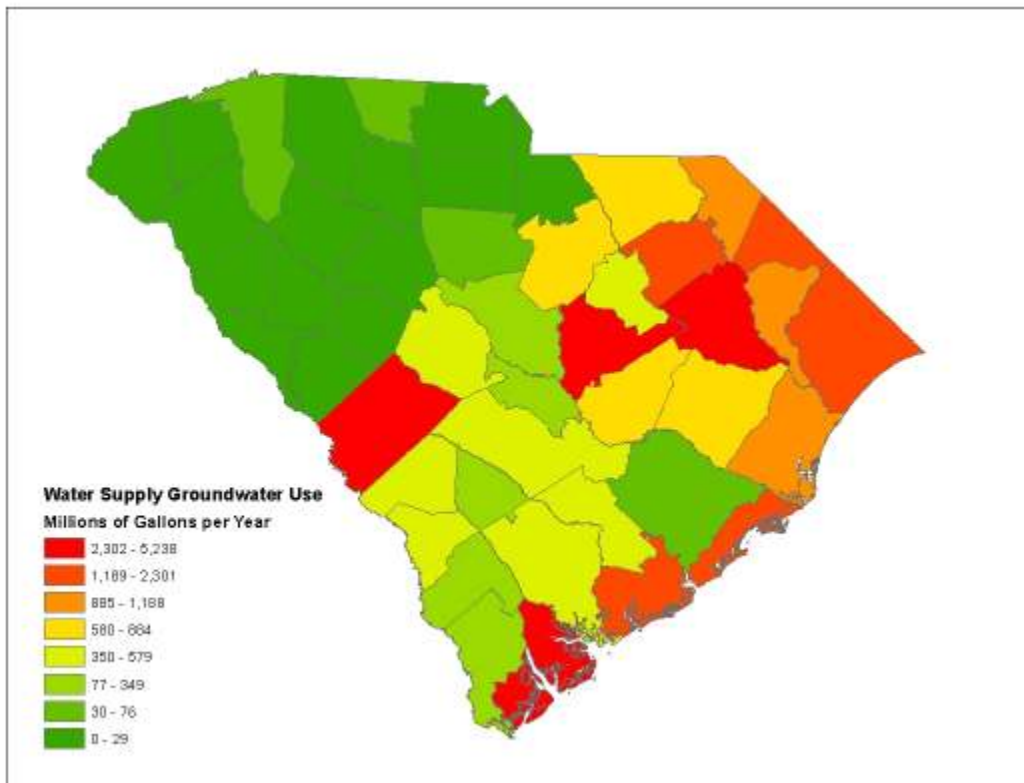 Water Supply Groundwater Use
Millions of Gallons per Year
2,302 - 5,238
1,189 - 2,301
885 - 1,188
580 - 884
350 - 579
77 - 349
30 - 76
0 - 29